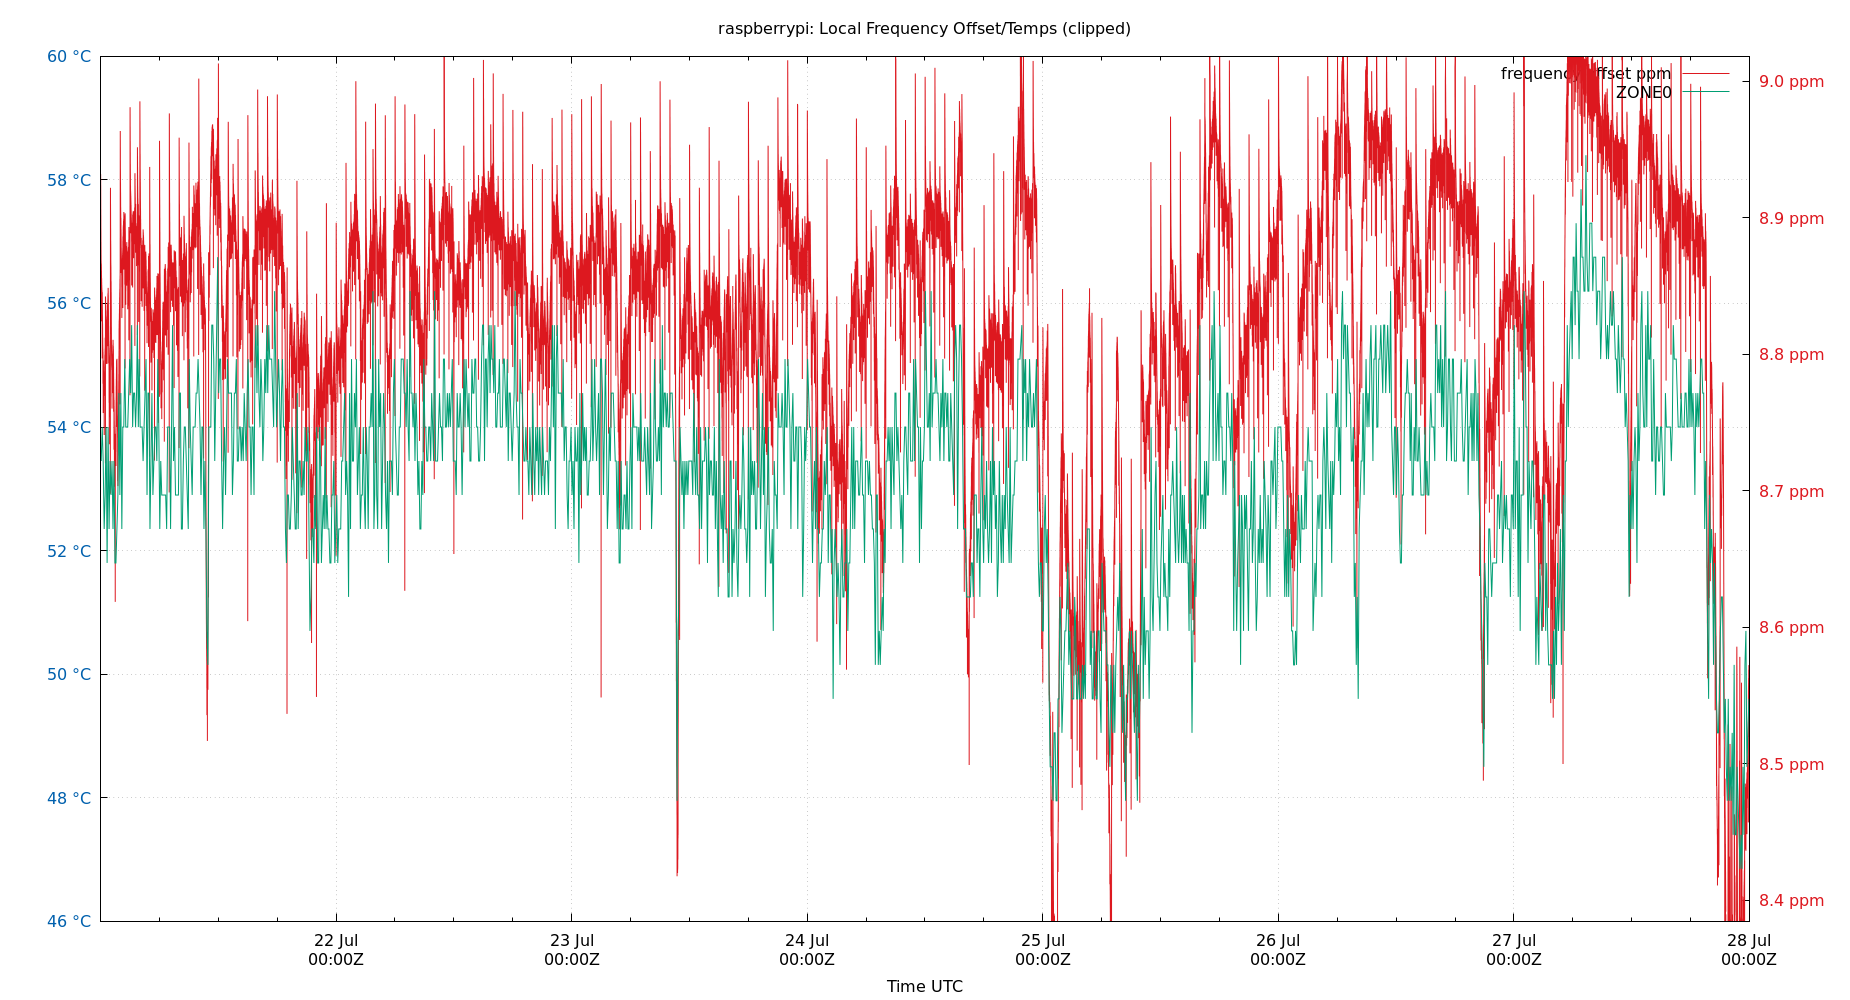 raspberrypi: Local Frequency Offset/Temps (clipped)
60 °C
58 °C
56 °C
54 °C
52 °C
50 °C
48 °C
46 °C
frequency offset ppm
ZONE0
9.0 ppm
8.9 ppm
8.8 ppm
8.7 ppm
8.6 ppm
8.5 ppm
8.4 ppm
22 Jul
00:00Z
23 Jul
00:00Z
24 Jul
00:00Z
25 Jul
00:00Z
26 Jul
00:00Z
27 Jul
00:00Z
28 Jul
00:00Z
Time UTC